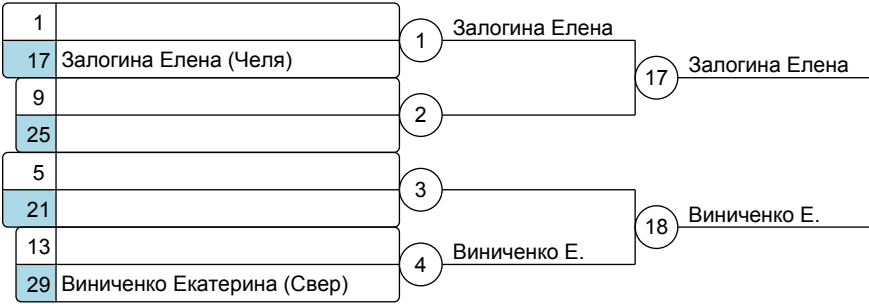 1
17 Залогина Елена (Челя)
9
25
5
21
13
29 Виниченко Екатерина (Свер)
1
2
3
4
Залогина Елена
Виниченко Е.
17
18
Залогина Елена
Виниченко Е.